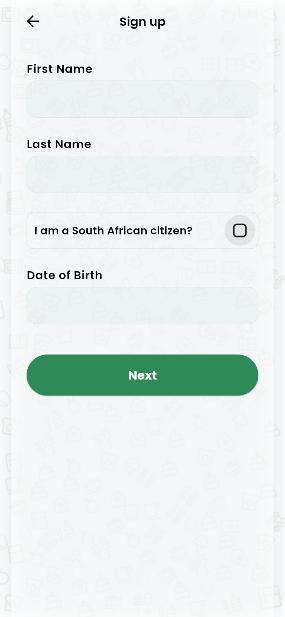 Sign up
First Name
Last Name
I am a South African citizen?
Date of Birth
Next